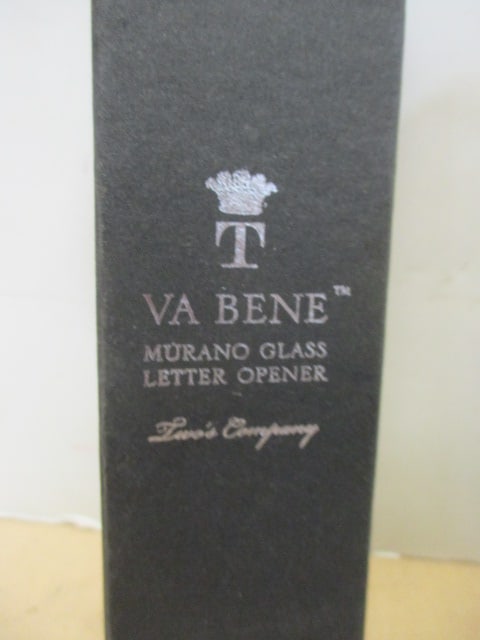 T
VA BENE™
MURANO GLASS
LETTER OPENER
Two's Company